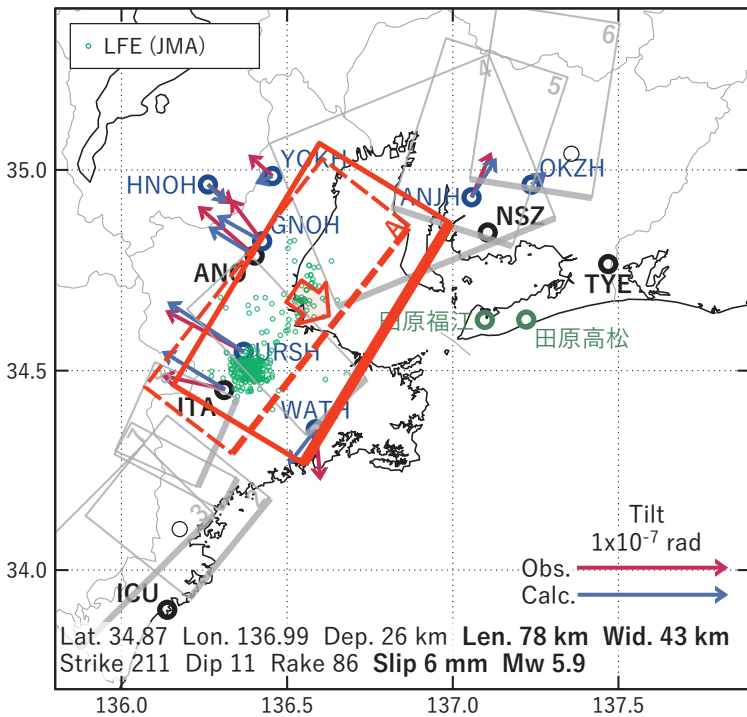 LFE (JMA)
6
4
5
YOKH
HNOH
OKZH
35.0
ANJH
GNOH
NSZ
A
ANO
TYE
田原福江
田原高松
URSH
34.5
ITA
WATH
2
3
Tilt
1x10⁻⁷ rad
34.0
Obs.
Calc.
ICU
Lat. 34.87 Lon. 136.99 Dep. 26 km Len. 78 km Wid. 43 km
Strike 211 Dip 11 Rake 86 Slip 6 mm Mw 5.9
136.0 136.5 137.0 137.5